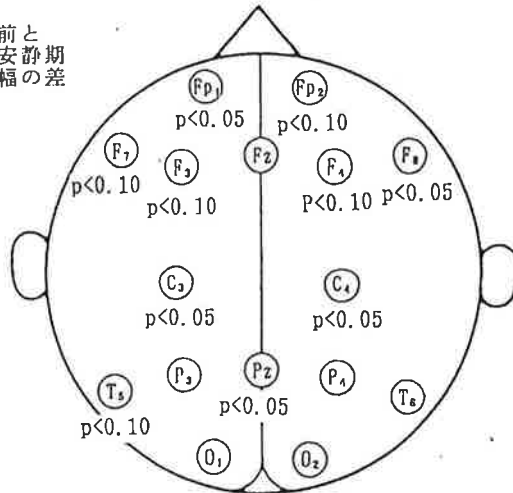 前と
安静期
幅の差
Fp₁ Fp₂
p<0.05 p<0.10
F₇ F₃ Fz F₄ F₈
p<0.10 p<0.10 P<0.10 p<0.05
C₃ C₄
p<0.05 p<0.05
T₅ P₃ Pz P₄ T₆
p<0.10 p<0.05
O₁ O₂